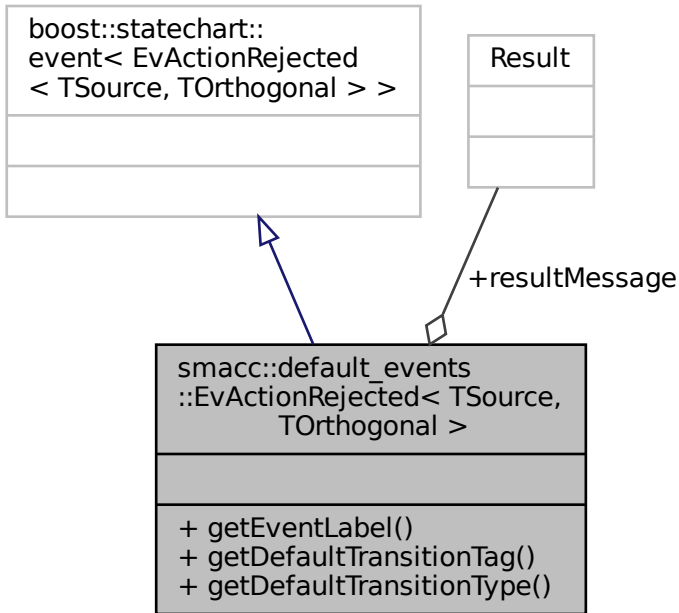 boost::statechart::
event< EvActionRejected
< TSource, TOrthogonal > >
Result
+resultMessage
smacc::default_events
::EvActionRejected< TSource,
TOrthogonal >
+ getEventLabel()
+ getDefaultTransitionTag()
+ getDefaultTransitionType()